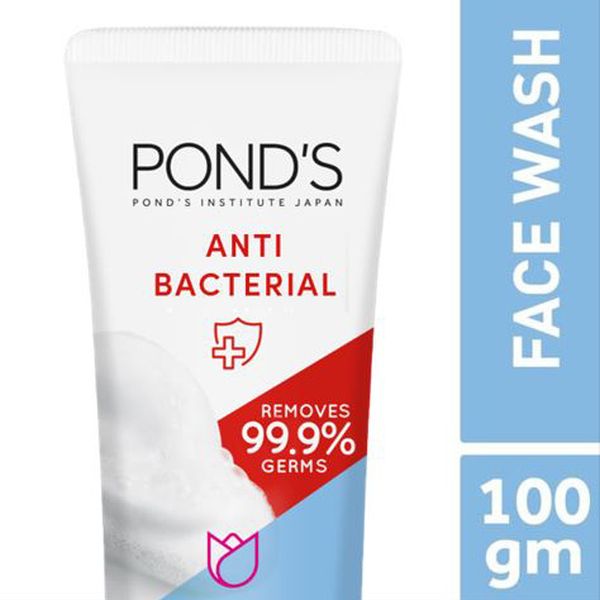 POND'S
POND'S INSTITUTE JAPAN
ANTI
BACTERIAL
REMOVES
99.9%
GERMS
FACE WASH
100
gm